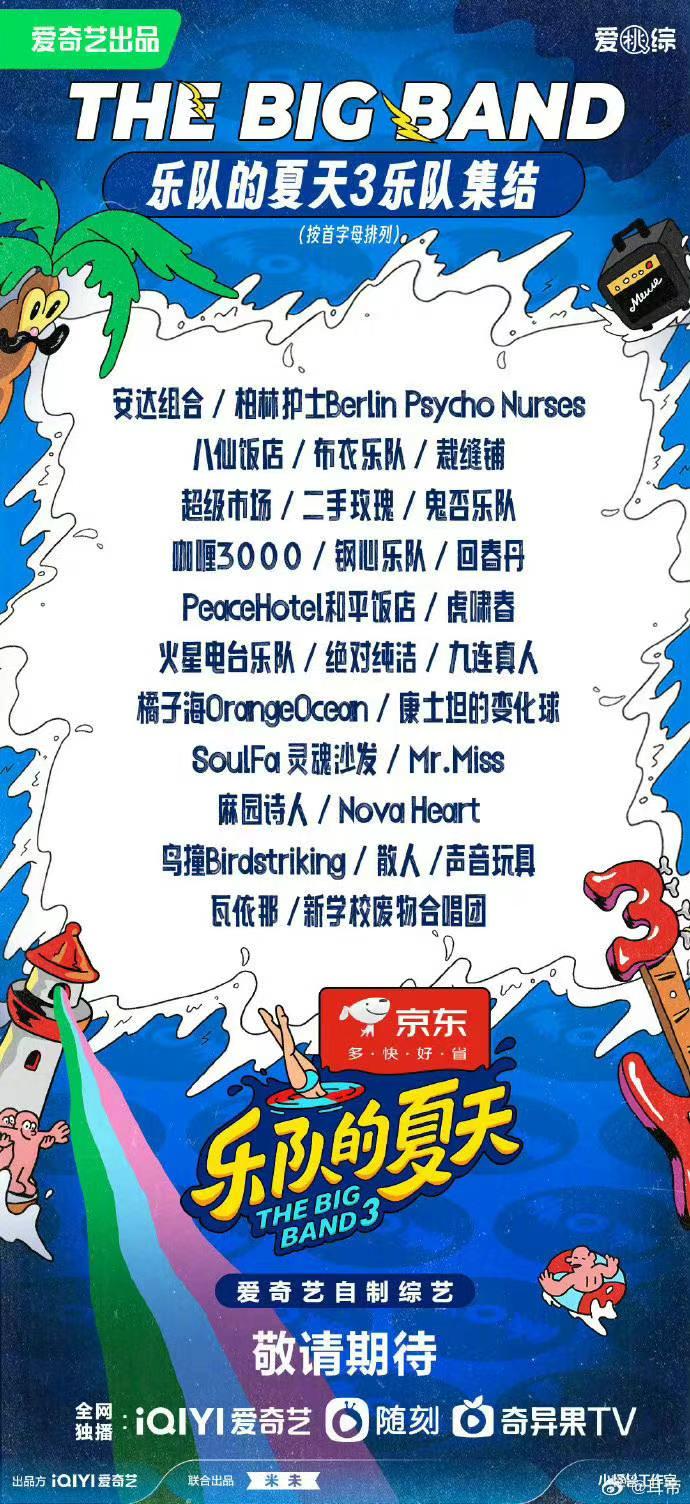 爱奇艺出品
爱桃综
THE BIG BAND
乐队的夏天3乐队集结
(按首字母排列)
Music
安达组合 / 柏林护士Berlin Psycho Nurses
八仙饭店 / 布衣乐队 / 裁缝铺
超级市场 / 二手玫瑰 / 鬼否乐队
咖喱3000 / 钢心乐队 / 回春丹
PeaceHotel和平饭店 / 虎啸春
火星电台乐队 / 绝对纯洁 / 九连真人
橘子海OrangeOcean / 康士坦的变化球
SoulFa 灵魂沙发 / Mr.Miss
麻园诗人 / Nova Heart
鸟撞Birdstriking / 散人 /声音玩具
瓦依那 /新学校废物合唱团
3
京东
多·快·好·省
乐队的夏天
THE BIG
BAND 3
爱奇艺自制综艺
敬请期待
全网独播：iQIYI爱奇艺 随刻 奇异果TV
出品方 iQIYI爱奇艺 联合出品 米未